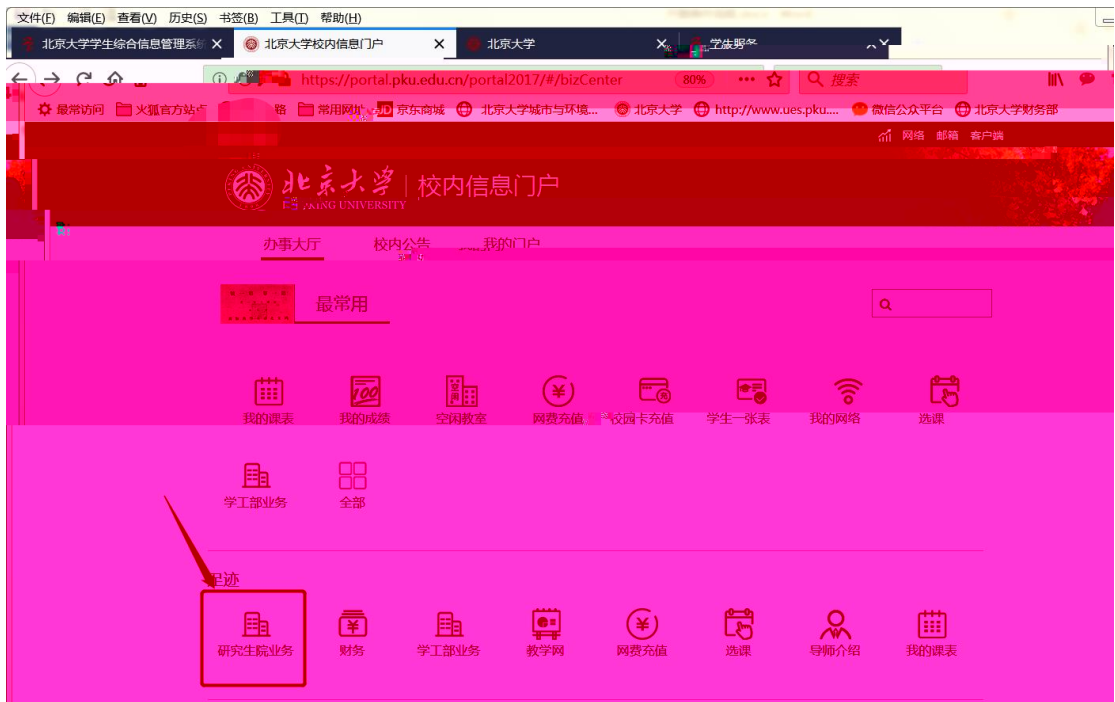 文件(F) 编辑(E) 查看(V) 历史(S) 书签(B) 工具(T) 帮助(H)
北京大学学生综合信息管理系统 北京大学校内信息门户 北京大学
https://portal.pku.edu.cn/portal2017/#/bizCenter 80% 搜索
最常访问 火狐官方站点 常用网址 JD 京东商城 北京大学城市与环境... 北京大学 http://www.ues.pku.... 微信公众平台 北京大学财务部
网络 邮箱 客户端
北京大学 校内信息门户
KING UNIVERSITY
办事大厅 校内公告 我的门户
最常用
我的课表 我的成绩 空闲教室 网费充值 校园卡充值 学生一张表 我的网络 选课
学工部业务 全部
足迹
研究生院业务 财务 学工部业务 教学网 网费充值 选课 导师介绍 我的课表